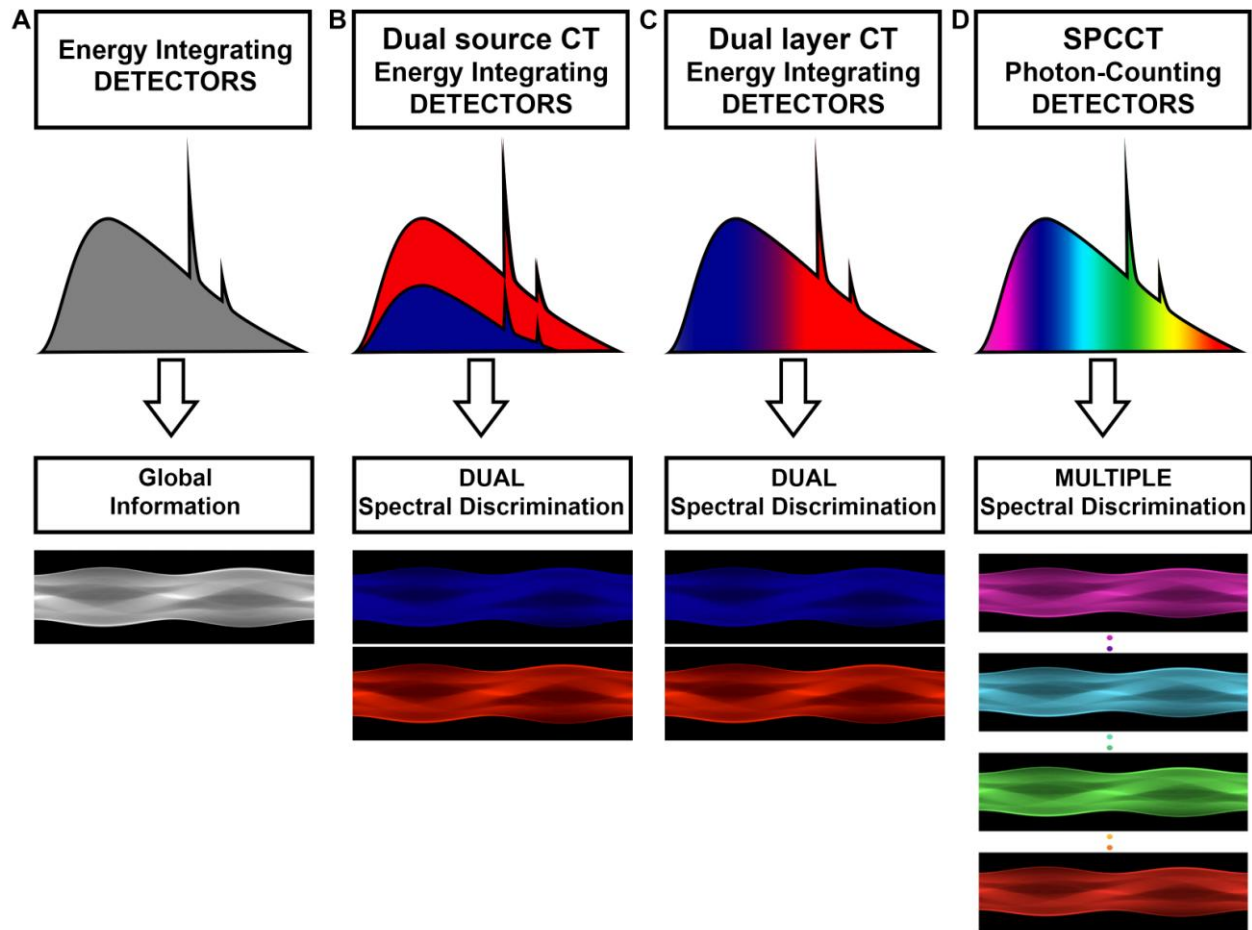 A
Energy Integrating
DETECTORS
B
Dual source CT
Energy Integrating
DETECTORS
C
Dual layer CT
Energy Integrating
DETECTORS
D
SPCCT
Photon-Counting
DETECTORS
Global
Information
DUAL
Spectral Discrimination
DUAL
Spectral Discrimination
MULTIPLE
Spectral Discrimination